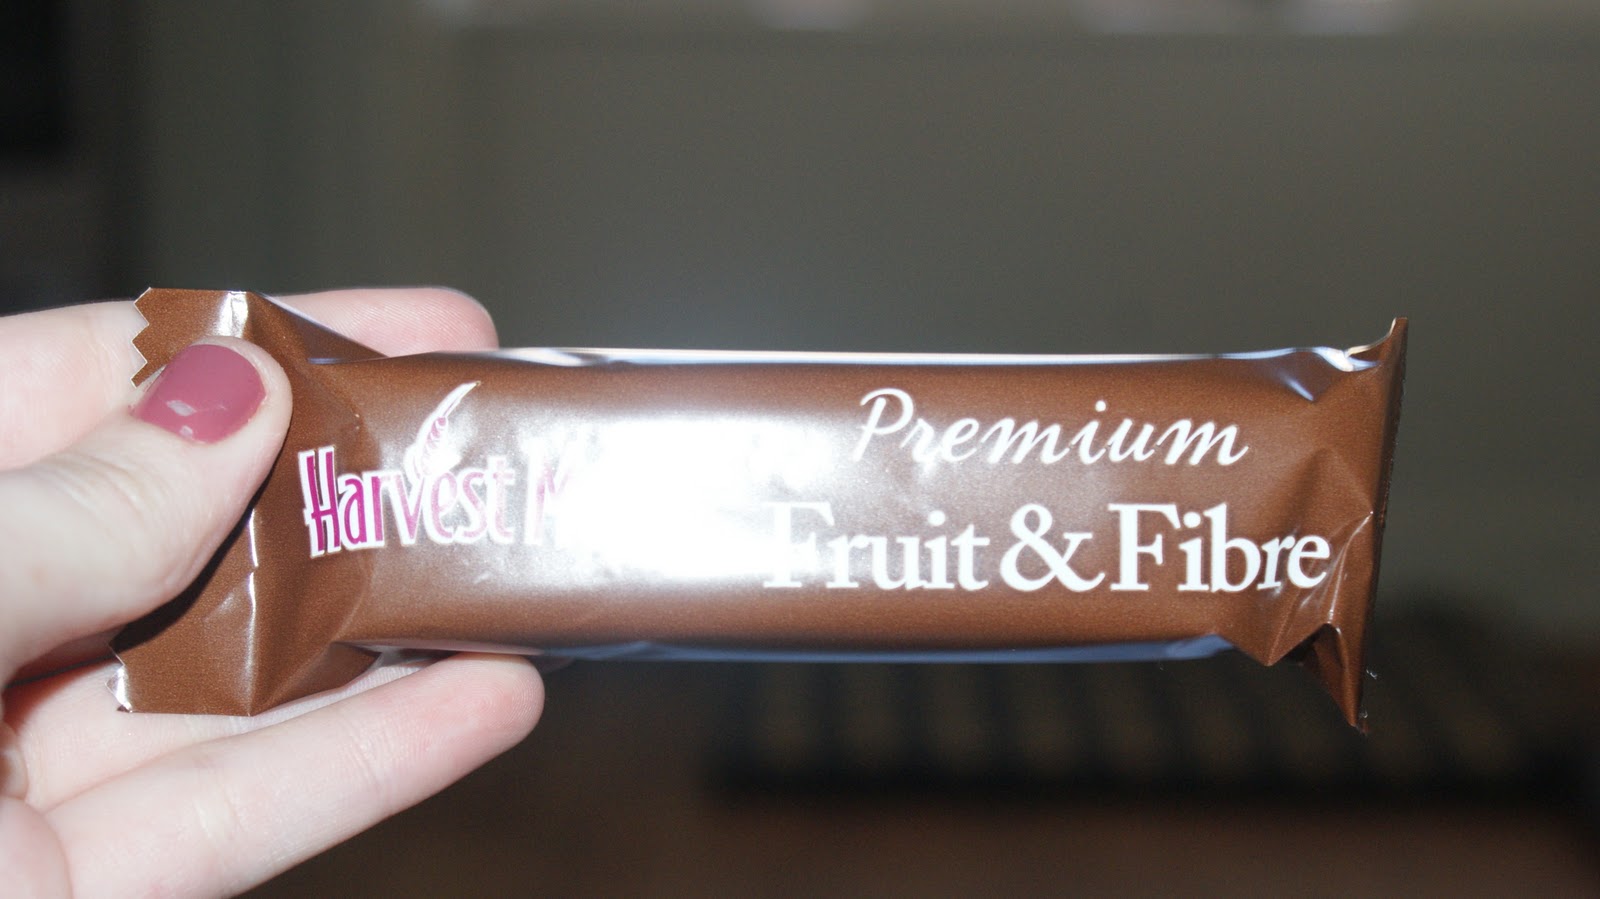 Harvest
Premium
Fruit & Fibre